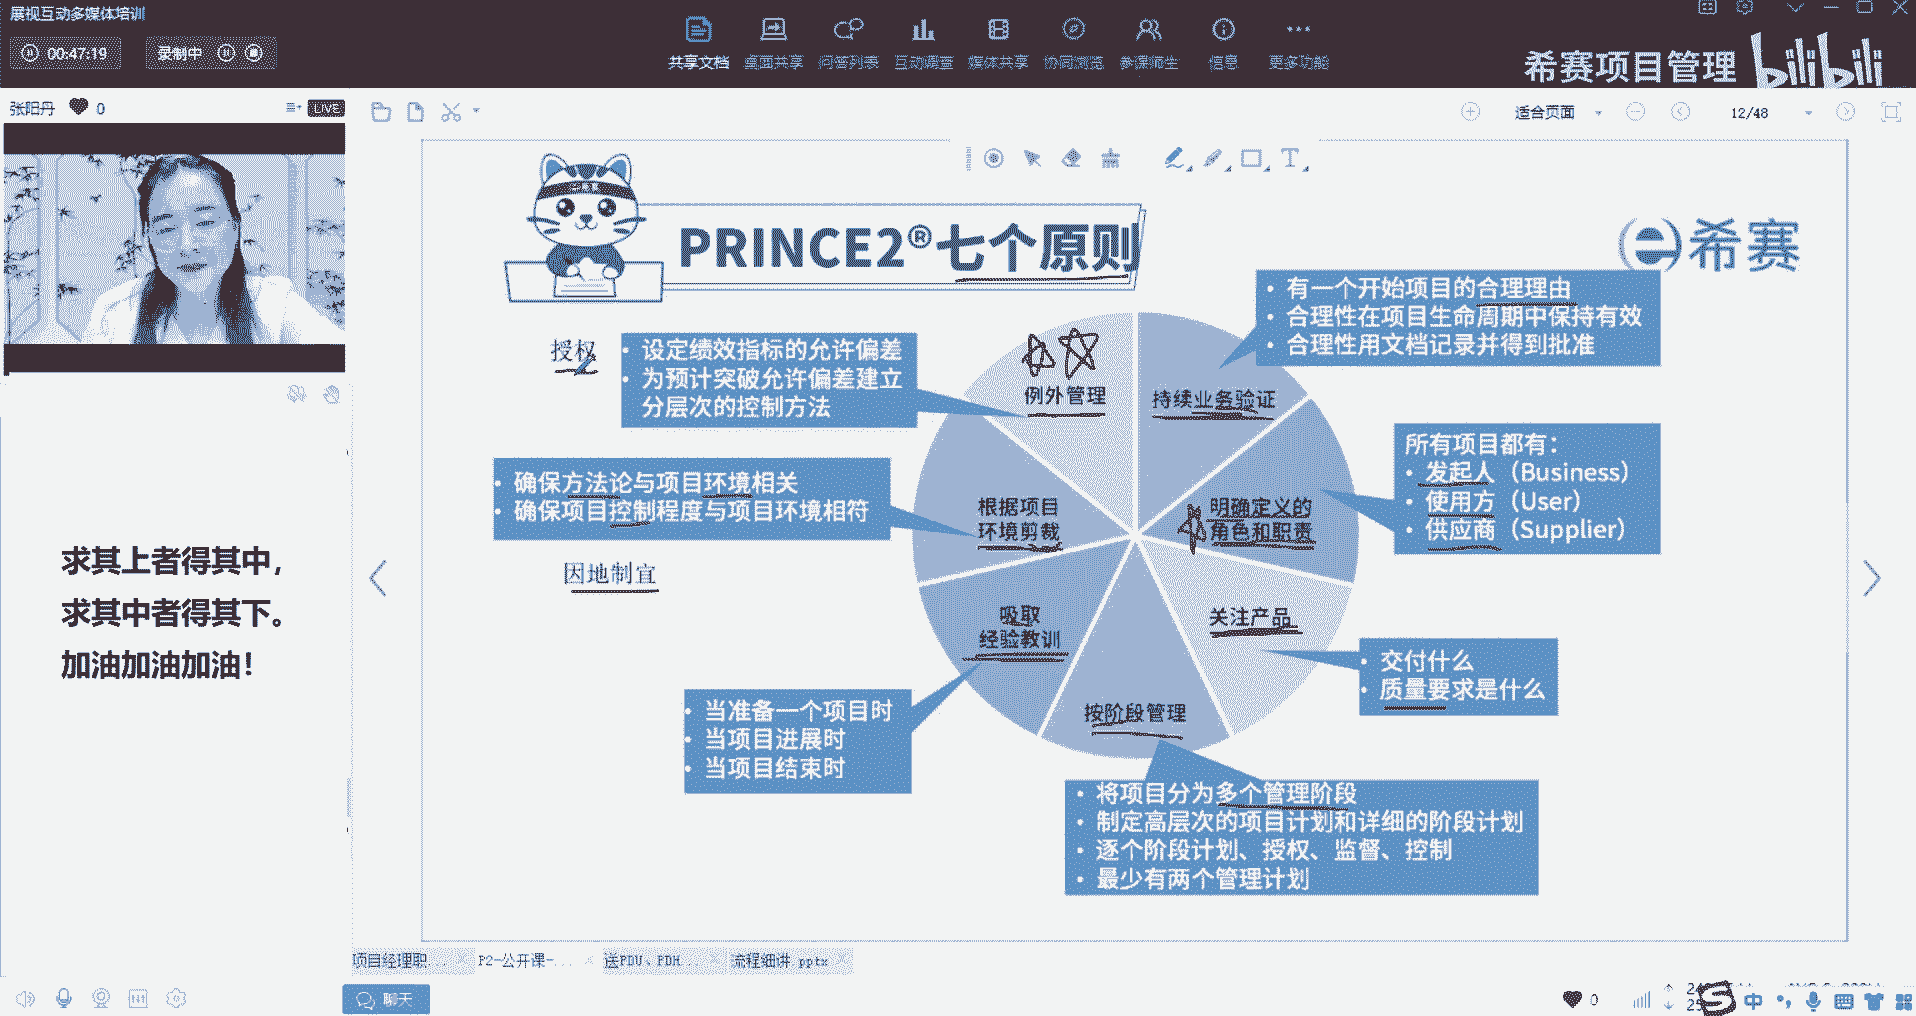 展视互动多媒体培训
00:47:19
录制中
共享文档
桌面共享
问答列表
互动调查
媒体共享
协同浏览
参课师生
信息
更多功能
希赛项目管理
bilibili
张阳丹
0
LIVE
适合页面
12/48
PRINCE2®七个原则
希赛
• 有一个开始项目的合理理由
• 合理性在项目生命周期中保持有效
• 合理性用文档记录并得到批准
授权
• 设定绩效指标的允许偏差
• 为预计突破允许偏差建立
分层次的控制方法
例外管理
持续业务验证
所有项目都有：
• 发起人（Business）
• 使用方（User）
• 供应商（Supplier）
• 确保方法论与项目环境相关
• 确保项目控制程度与项目环境相符
根据项目
环境剪裁
明确定义的
角色和职责
因地制宜
吸取
经验教训
关注产品
• 交付什么
• 质量要求是什么
按阶段管理
• 当准备一个项目时
• 当项目进展时
• 当项目结束时
• 将项目分为多个管理阶段
• 制定高层次的项目计划和详细的阶段计划
• 逐个阶段计划、授权、监督、控制
• 最少有两个管理计划
求其上者得其中，
求其中者得其下。
加油加油加油！
项目经理职...
P2-公开课-...
送PDU、PDH...
流程细讲.pptx
聊天
0
中